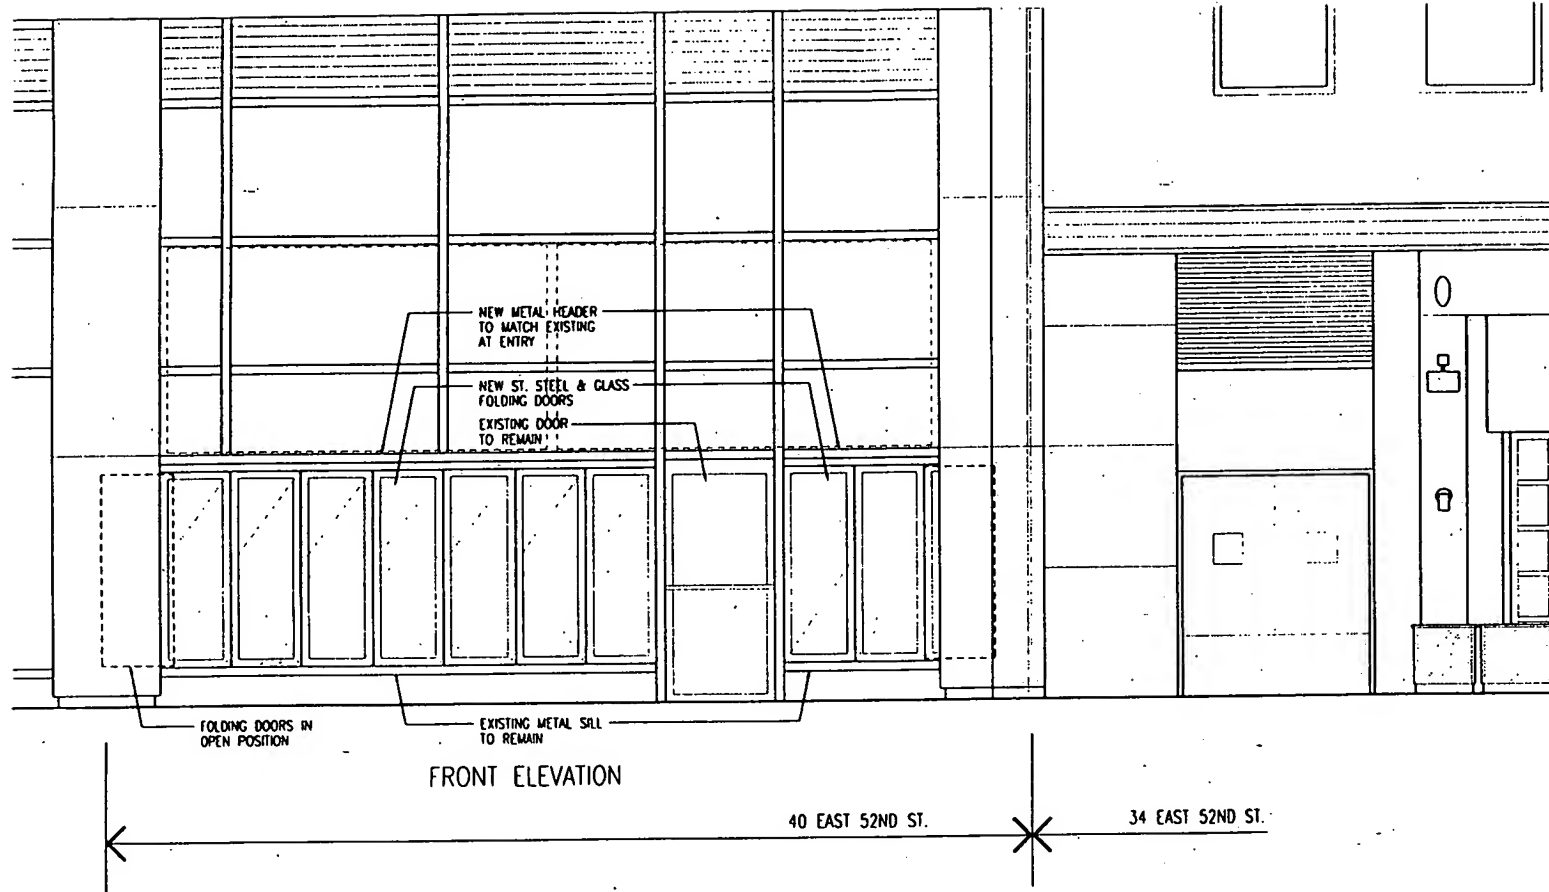 NEW METAL HEADER
TO MATCH EXISTING
AT ENTRY
NEW ST. STEEL & GLASS
FOLDING DOORS
EXISTING DOOR
TO REMAIN
FOLDING DOORS IN
OPEN POSITION
EXISTING METAL SILL
TO REMAIN
FRONT ELEVATION
40 EAST 52ND ST.
34 EAST 52ND ST.